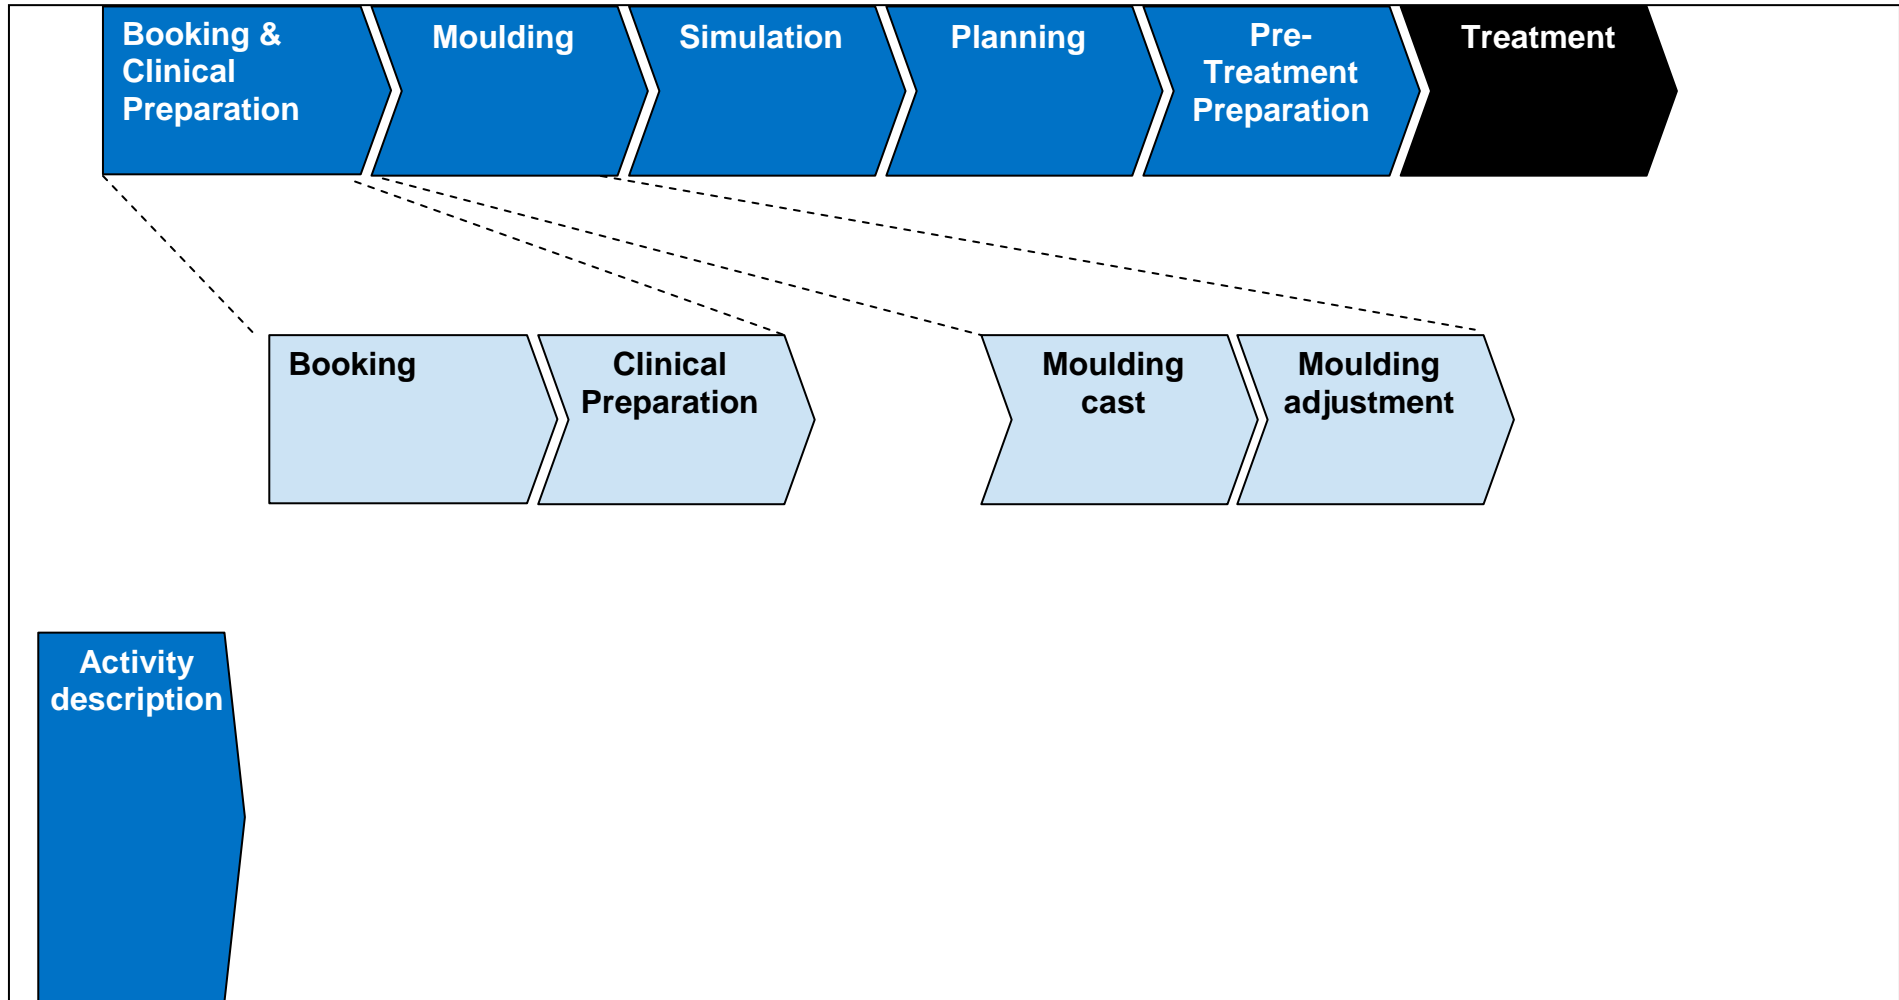 Booking &
Clinical
Preparation
Moulding
Simulation
Planning
Pre-
Treatment
Preparation
Treatment
Booking
Clinical
Preparation
Moulding
cast
Moulding
adjustment
Activity
description